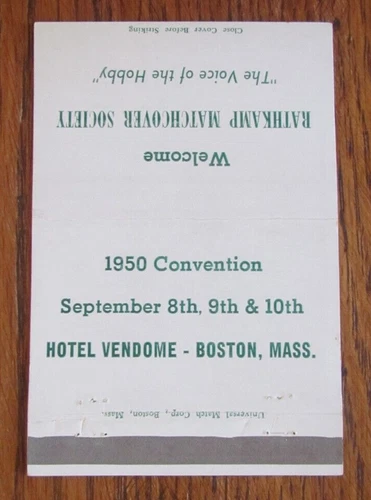 Close Cover Before Striking
"The Voice of the Hobby"
RATHKAMP MATCHCOVER SOCIETY
Welcome
1950 Convention
September 8th, 9th & 10th
HOTEL VENDOME - BOSTON, MASS.
Universal Match Corp., Boston, Mass.